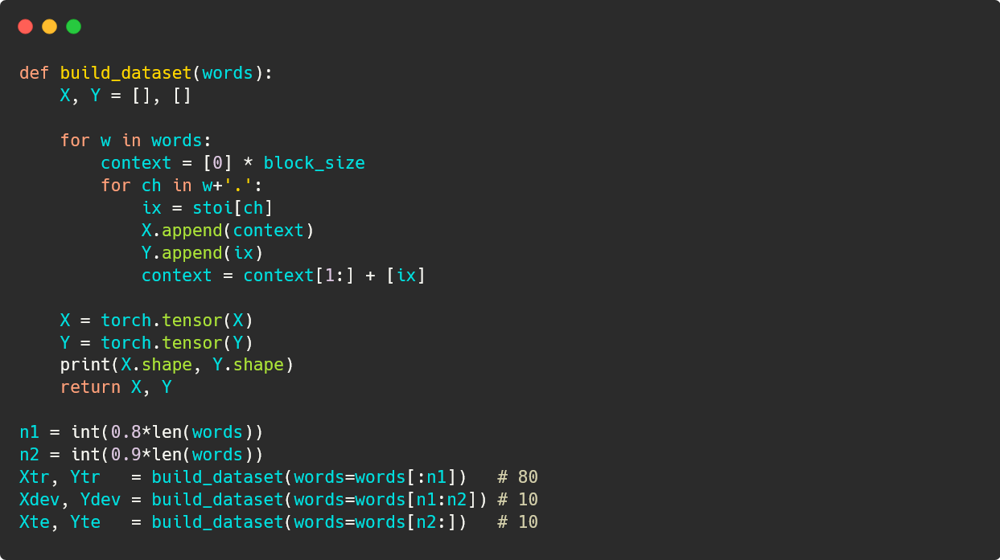 def build_dataset(words):
    X, Y = [], []

    for w in words:
        context = [0] * block_size
        for ch in w+'.':
            ix = stoi[ch]
            X.append(context)
            Y.append(ix)
            context = context[1:] + [ix]

    X = torch.tensor(X)
    Y = torch.tensor(Y)
    print(X.shape, Y.shape)
    return X, Y

n1 = int(0.8*len(words))
n2 = int(0.9*len(words))
Xtr, Ytr   = build_dataset(words=words[:n1])   # 80
Xdev, Ydev = build_dataset(words=words[n1:n2]) # 10
Xte, Yte   = build_dataset(words=words[n2:])   # 10